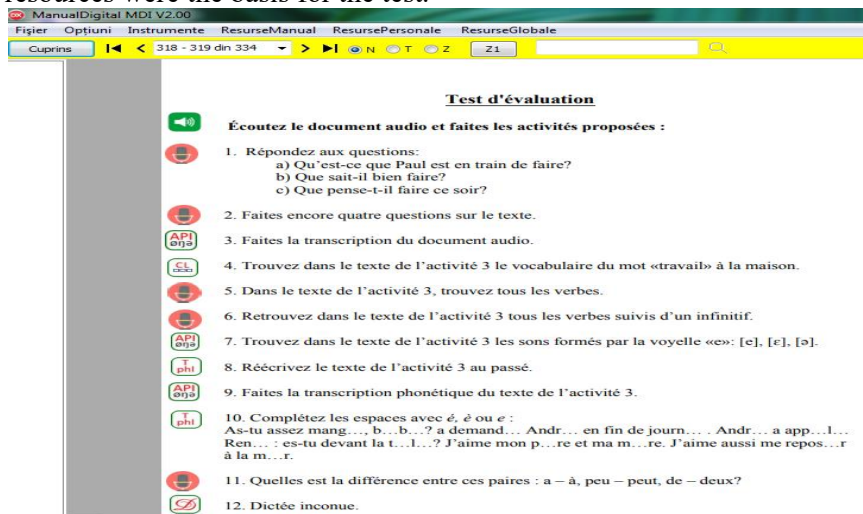 resources were the basis for the test.
ManualDigital MDI V2.00
Fişier Opţiuni Instrumente ResurseManual ResursePersonale ResurseGlobale
Cuprins 318 - 319 din 334 N T Z Z1
Test d'évaluation
Écoutez le document audio et faites les activités proposées :
1. Répondez aux questions:
a) Qu'est-ce que Paul est en train de faire?
b) Que sait-il bien faire?
c) Que pense-t-il faire ce soir?
2. Faites encore quatre questions sur le texte.
API
øŋə
3. Faites la transcription du document audio.
CL
4. Trouvez dans le texte de l'activité 3 le vocabulaire du mot «travail» à la maison.
5. Dans le texte de l'activité 3, trouvez tous les verbes.
6. Retrouvez dans le texte de l'activité 3 tous les verbes suivis d'un infinitif.
API
øŋə
7. Trouvez dans le texte de l'activité 3 les sons formés par la voyelle «e»: [e], [ɛ], [ə].
T
phI
8. Réécrivez le texte de l'activité 3 au passé.
API
øŋə
9. Faites la transcription phonétique du texte de l'activité 3.
T
phI
10. Complétez les espaces avec é, è ou e :
As-tu assez mang…, b…b…? a demand… Andr… en fin de journ… . Andr… a app…l…
Ren… : es-tu devant la t…l…? J'aime mon p…re et ma m…re. J'aime aussi me repos…r
à la m…r.
11. Quelles est la différence entre ces paires : a – à, peu – peut, de – deux?
12. Dictée inconue.